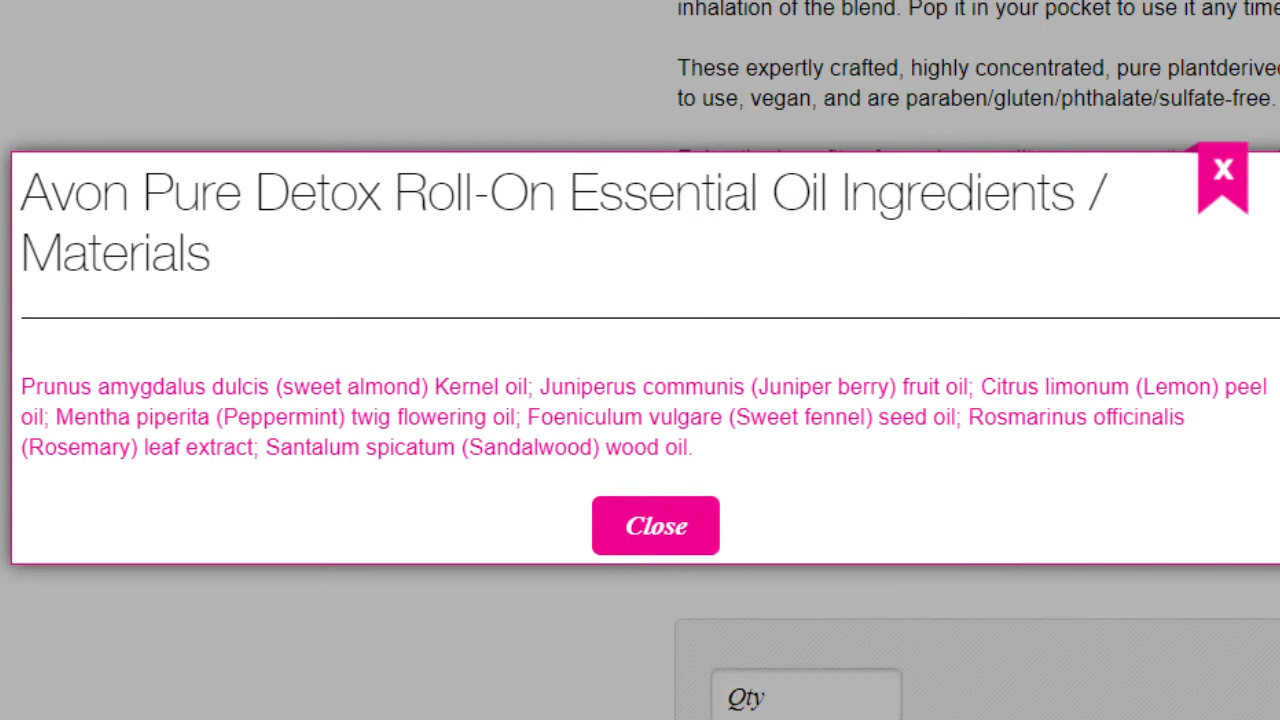 inhalation of the blend. Pop it in your pocket to use it any time
These expertly crafted, highly concentrated, pure plantderived
to use, vegan, and are paraben/gluten/phthalate/sulfate-free.
X
Avon Pure Detox Roll-On Essential Oil Ingredients /
Materials
Prunus amygdalus dulcis (sweet almond) Kernel oil; Juniperus communis (Juniper berry) fruit oil; Citrus limonum (Lemon) peel
oil; Mentha piperita (Peppermint) twig flowering oil; Foeniculum vulgare (Sweet fennel) seed oil; Rosmarinus officinalis
(Rosemary) leaf extract; Santalum spicatum (Sandalwood) wood oil.
Close
Qty